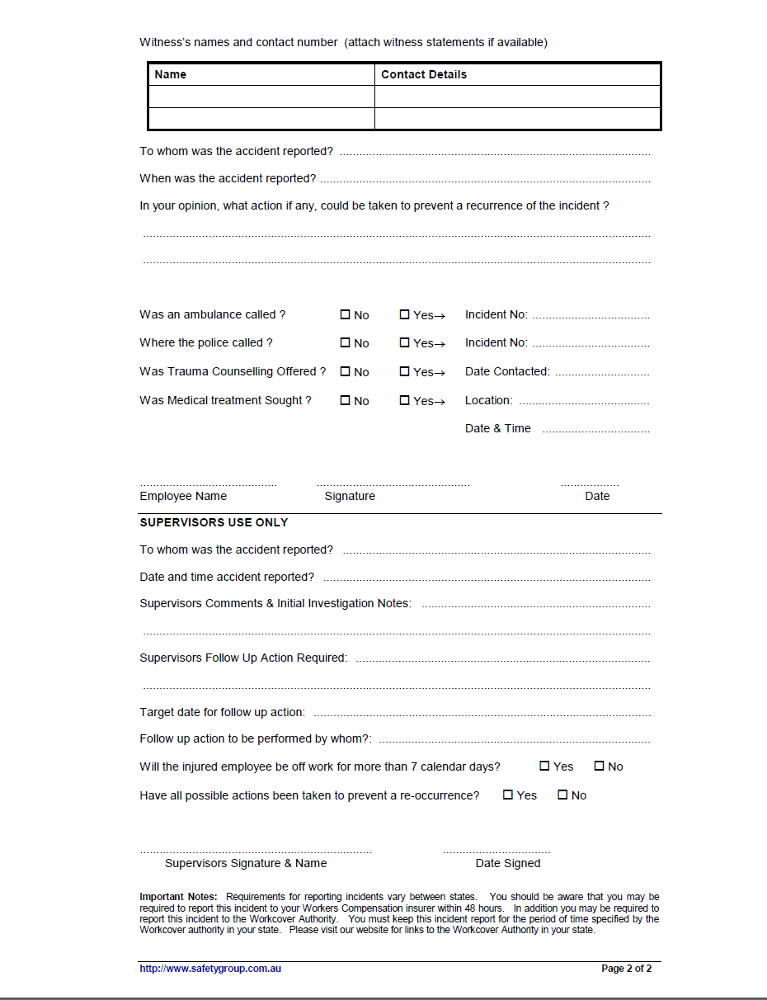 Witness's names and contact number (attach witness statements if available)
Name Contact Details
To whom was the accident reported? ................................................................................................
When was the accident reported? ......................................................................................................
In your opinion, what action if any, could be taken to prevent a recurrence of the incident ?
............................................................................................................................................................
............................................................................................................................................................
Was an ambulance called ? ☐ No ☐ Yes→ Incident No: ....................................
Where the police called ? ☐ No ☐ Yes→ Incident No: ....................................
Was Trauma Counselling Offered ? ☐ No ☐ Yes→ Date Contacted: .............................
Was Medical treatment Sought ? ☐ No ☐ Yes→ Location: ........................................
Date & Time .................................
.......................................... ............................................... ..................
Employee Name Signature Date
SUPERVISORS USE ONLY
To whom was the accident reported? ...............................................................................................
Date and time accident reported? .....................................................................................................
Supervisors Comments & Initial Investigation Notes: ......................................................................
............................................................................................................................................................
Supervisors Follow Up Action Required: ...........................................................................................
............................................................................................................................................................
Target date for follow up action: ........................................................................................................
Follow up action to be performed by whom?: ...................................................................................
Will the injured employee be off work for more than 7 calendar days? ☐ Yes ☐ No
Have all possible actions been taken to prevent a re-occurrence? ☐ Yes ☐ No
....................................................................... .................................
Supervisors Signature & Name Date Signed
Important Notes: Requirements for reporting incidents vary between states. You should be aware that you may be
required to report this incident to your Workers Compensation insurer within 48 hours. In addition you may be required to
report this incident to the Workcover Authority. You must keep this incident report for the period of time specified by the
Workcover authority in your state. Please visit our website for links to the Workcover Authority in your state.
http://www.safetygroup.com.au Page 2 of 2